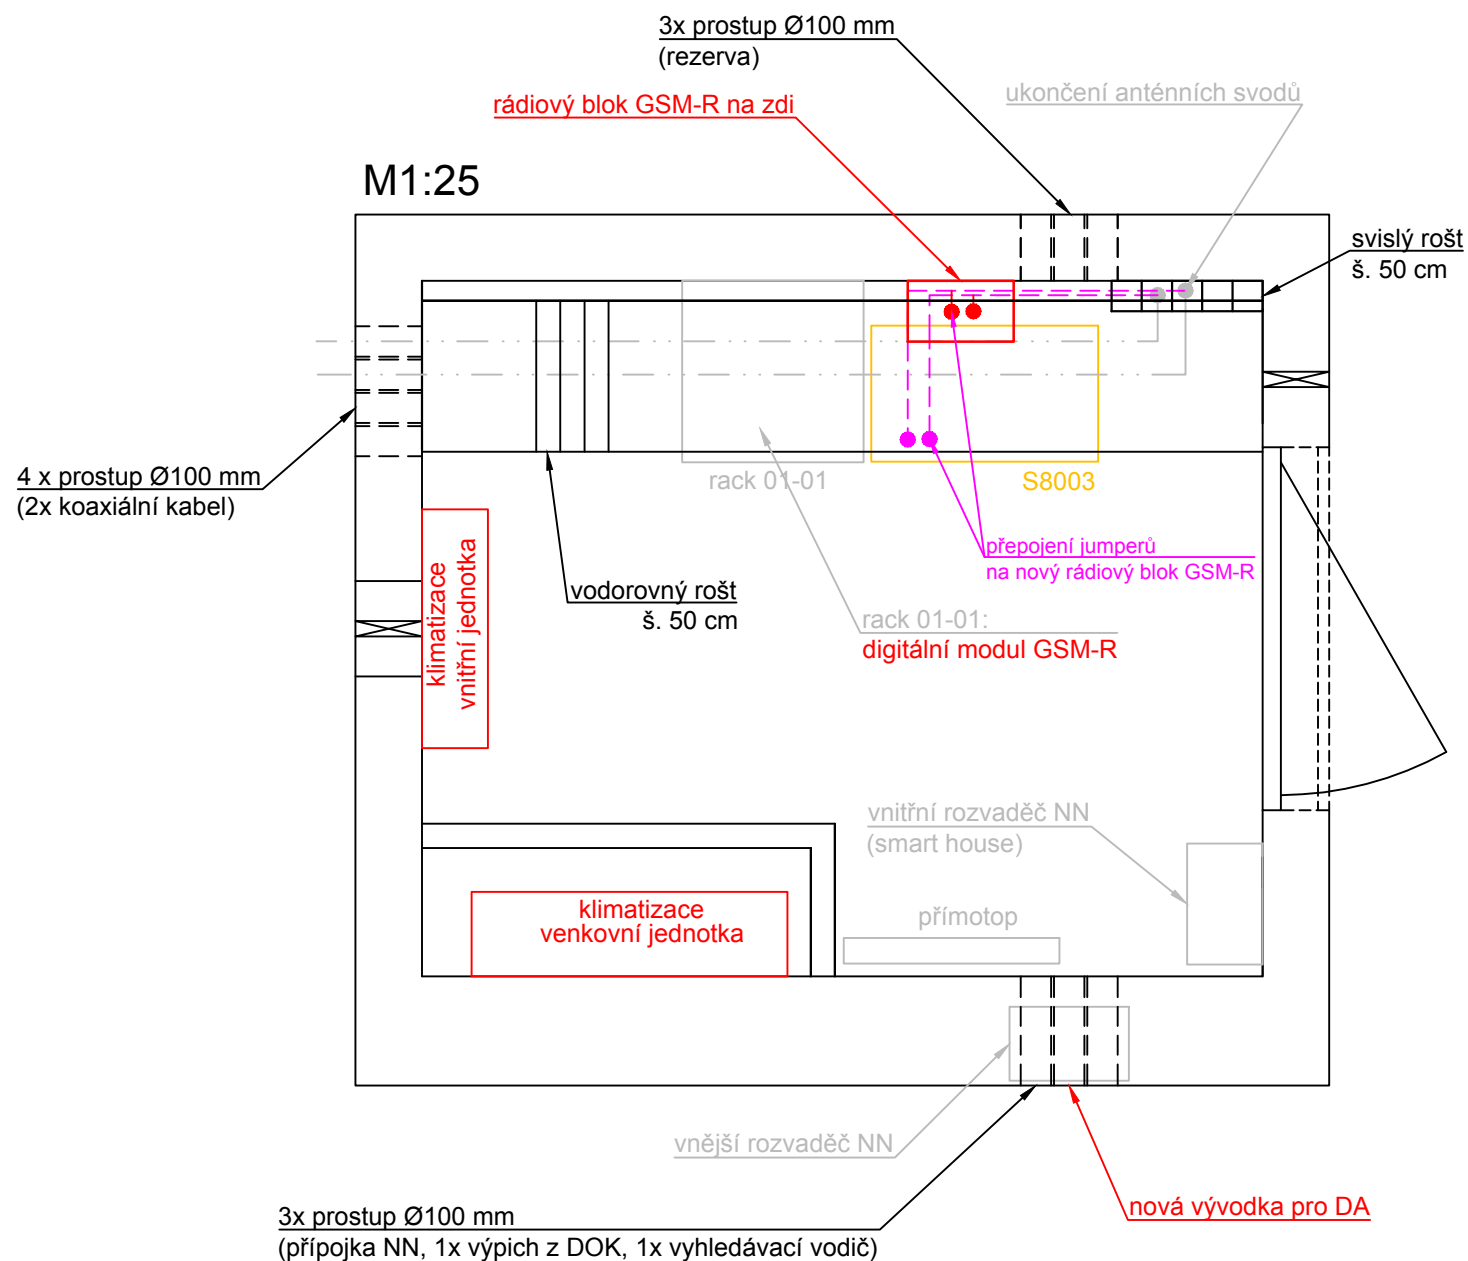 3x prostup Ø100 mm
(rezerva)
ukončení anténních svodů
rádiový blok GSM-R na zdi
M1:25
svislý rošt
š. 50 cm
4 x prostup Ø100 mm
(2x koaxiální kabel)
rack 01-01
S8003
přepojení jumperů
na nový rádiový blok GSM-R
klimatizace
vnitřní jednotka
vodorovný rošt
š. 50 cm
rack 01-01:
digitální modul GSM-R
vnitřní rozvaděč NN
(smart house)
klimatizace
venkovní jednotka
přímotop
vnější rozvaděč NN
nová vývodka pro DA
3x prostup Ø100 mm
(přípojka NN, 1x výpich z DOK, 1x vyhledávací vodič)